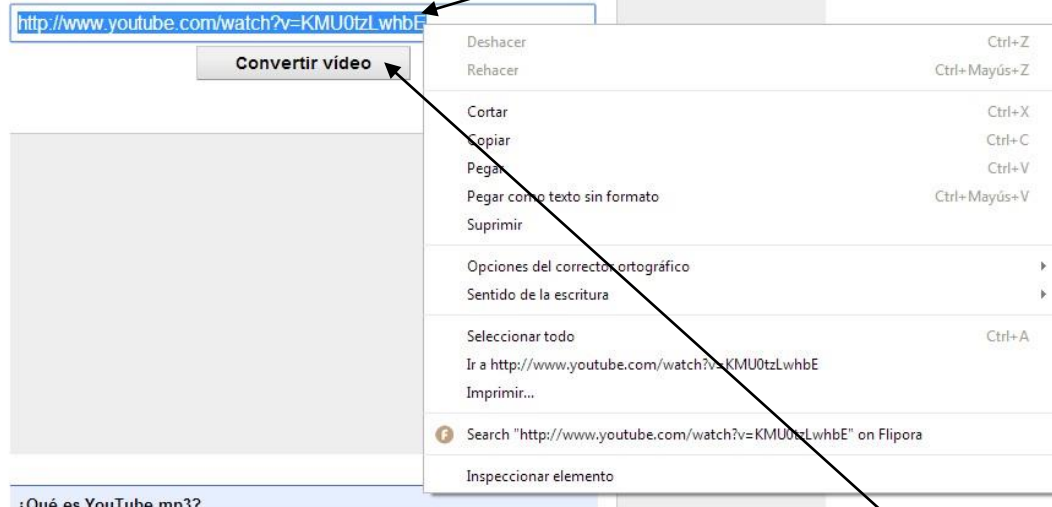 http://www.youtube.com/watch?v=KMU0tzLwhbE
Convertir vídeo
Deshacer Ctrl+Z
Rehacer Ctrl+Mayús+Z
Cortar Ctrl+X
Copiar Ctrl+C
Pegar Ctrl+V
Pegar como texto sin formato Ctrl+Mayús+V
Suprimir
Opciones del corrector ortográfico
Sentido de la escritura
Seleccionar todo Ctrl+A
Ir a http://www.youtube.com/watch?v=KMU0tzLwhbE
Imprimir...
F Search "http://www.youtube.com/watch?v=KMU0tzLwhbE" on Flipora
Inspeccionar elemento
¿Qué es YouTube mp3?